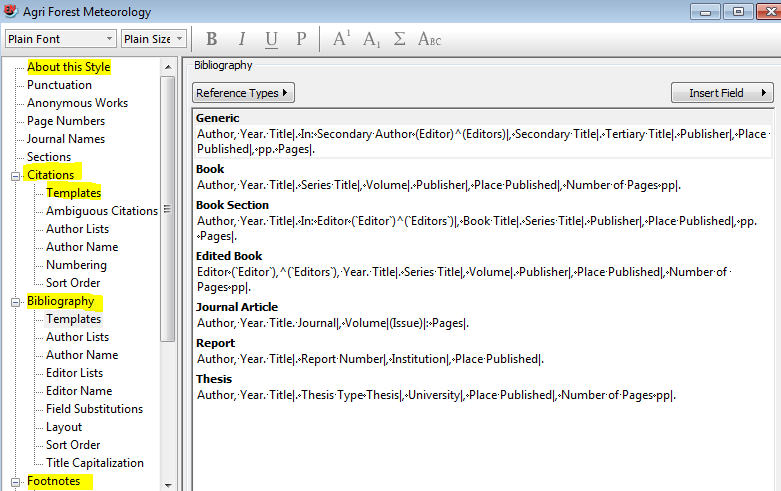 Agri Forest Meteorology
Plain Font Plain Size B I U P A¹ A₁ Σ ABC
About this Style
Punctuation
Anonymous Works
Page Numbers
Journal Names
Sections
Citations
Templates
Ambiguous Citations
Author Lists
Author Name
Numbering
Sort Order
Bibliography
Templates
Author Lists
Author Name
Editor Lists
Editor Name
Field Substitutions
Layout
Sort Order
Title Capitalization
Footnotes
Bibliography
Reference Types Insert Field
Generic
Author,·Year.·Title|.·In:·Secondary·Author·(Editor)^(Editors)|,·Secondary·Title|.·Tertiary·Title|.·Publisher|,·Place·
Published|,·pp.·Pages|.
Book
Author,·Year.·Title|.·Series·Title|,·Volume|.·Publisher|,·Place·Published|,·Number·of·Pages·pp|.
Book Section
Author,·Year.·Title|.·In:·Editor·(`Editor`)^(`Editors`)|,·Book·Title|.·Series·Title|.·Publisher|,·Place·Published|,·pp.
·Pages|.
Edited Book
Editor·(`Editor`),^(`Editors`),·Year.·Title|.·Series·Title|,·Volume|.·Publisher|,·Place·Published|,·Number·of·
Pages·pp|.
Journal Article
Author,·Year.·Title.·Journal|,·Volume|(Issue)|:·Pages|.
Report
Author,·Year.·Title|.·Report·Number|,·Institution|,·Place·Published|.
Thesis
Author,·Year.·Title|.·Thesis·Type·Thesis|,·University|,·Place·Published|,·Number·of·Pages·pp|.